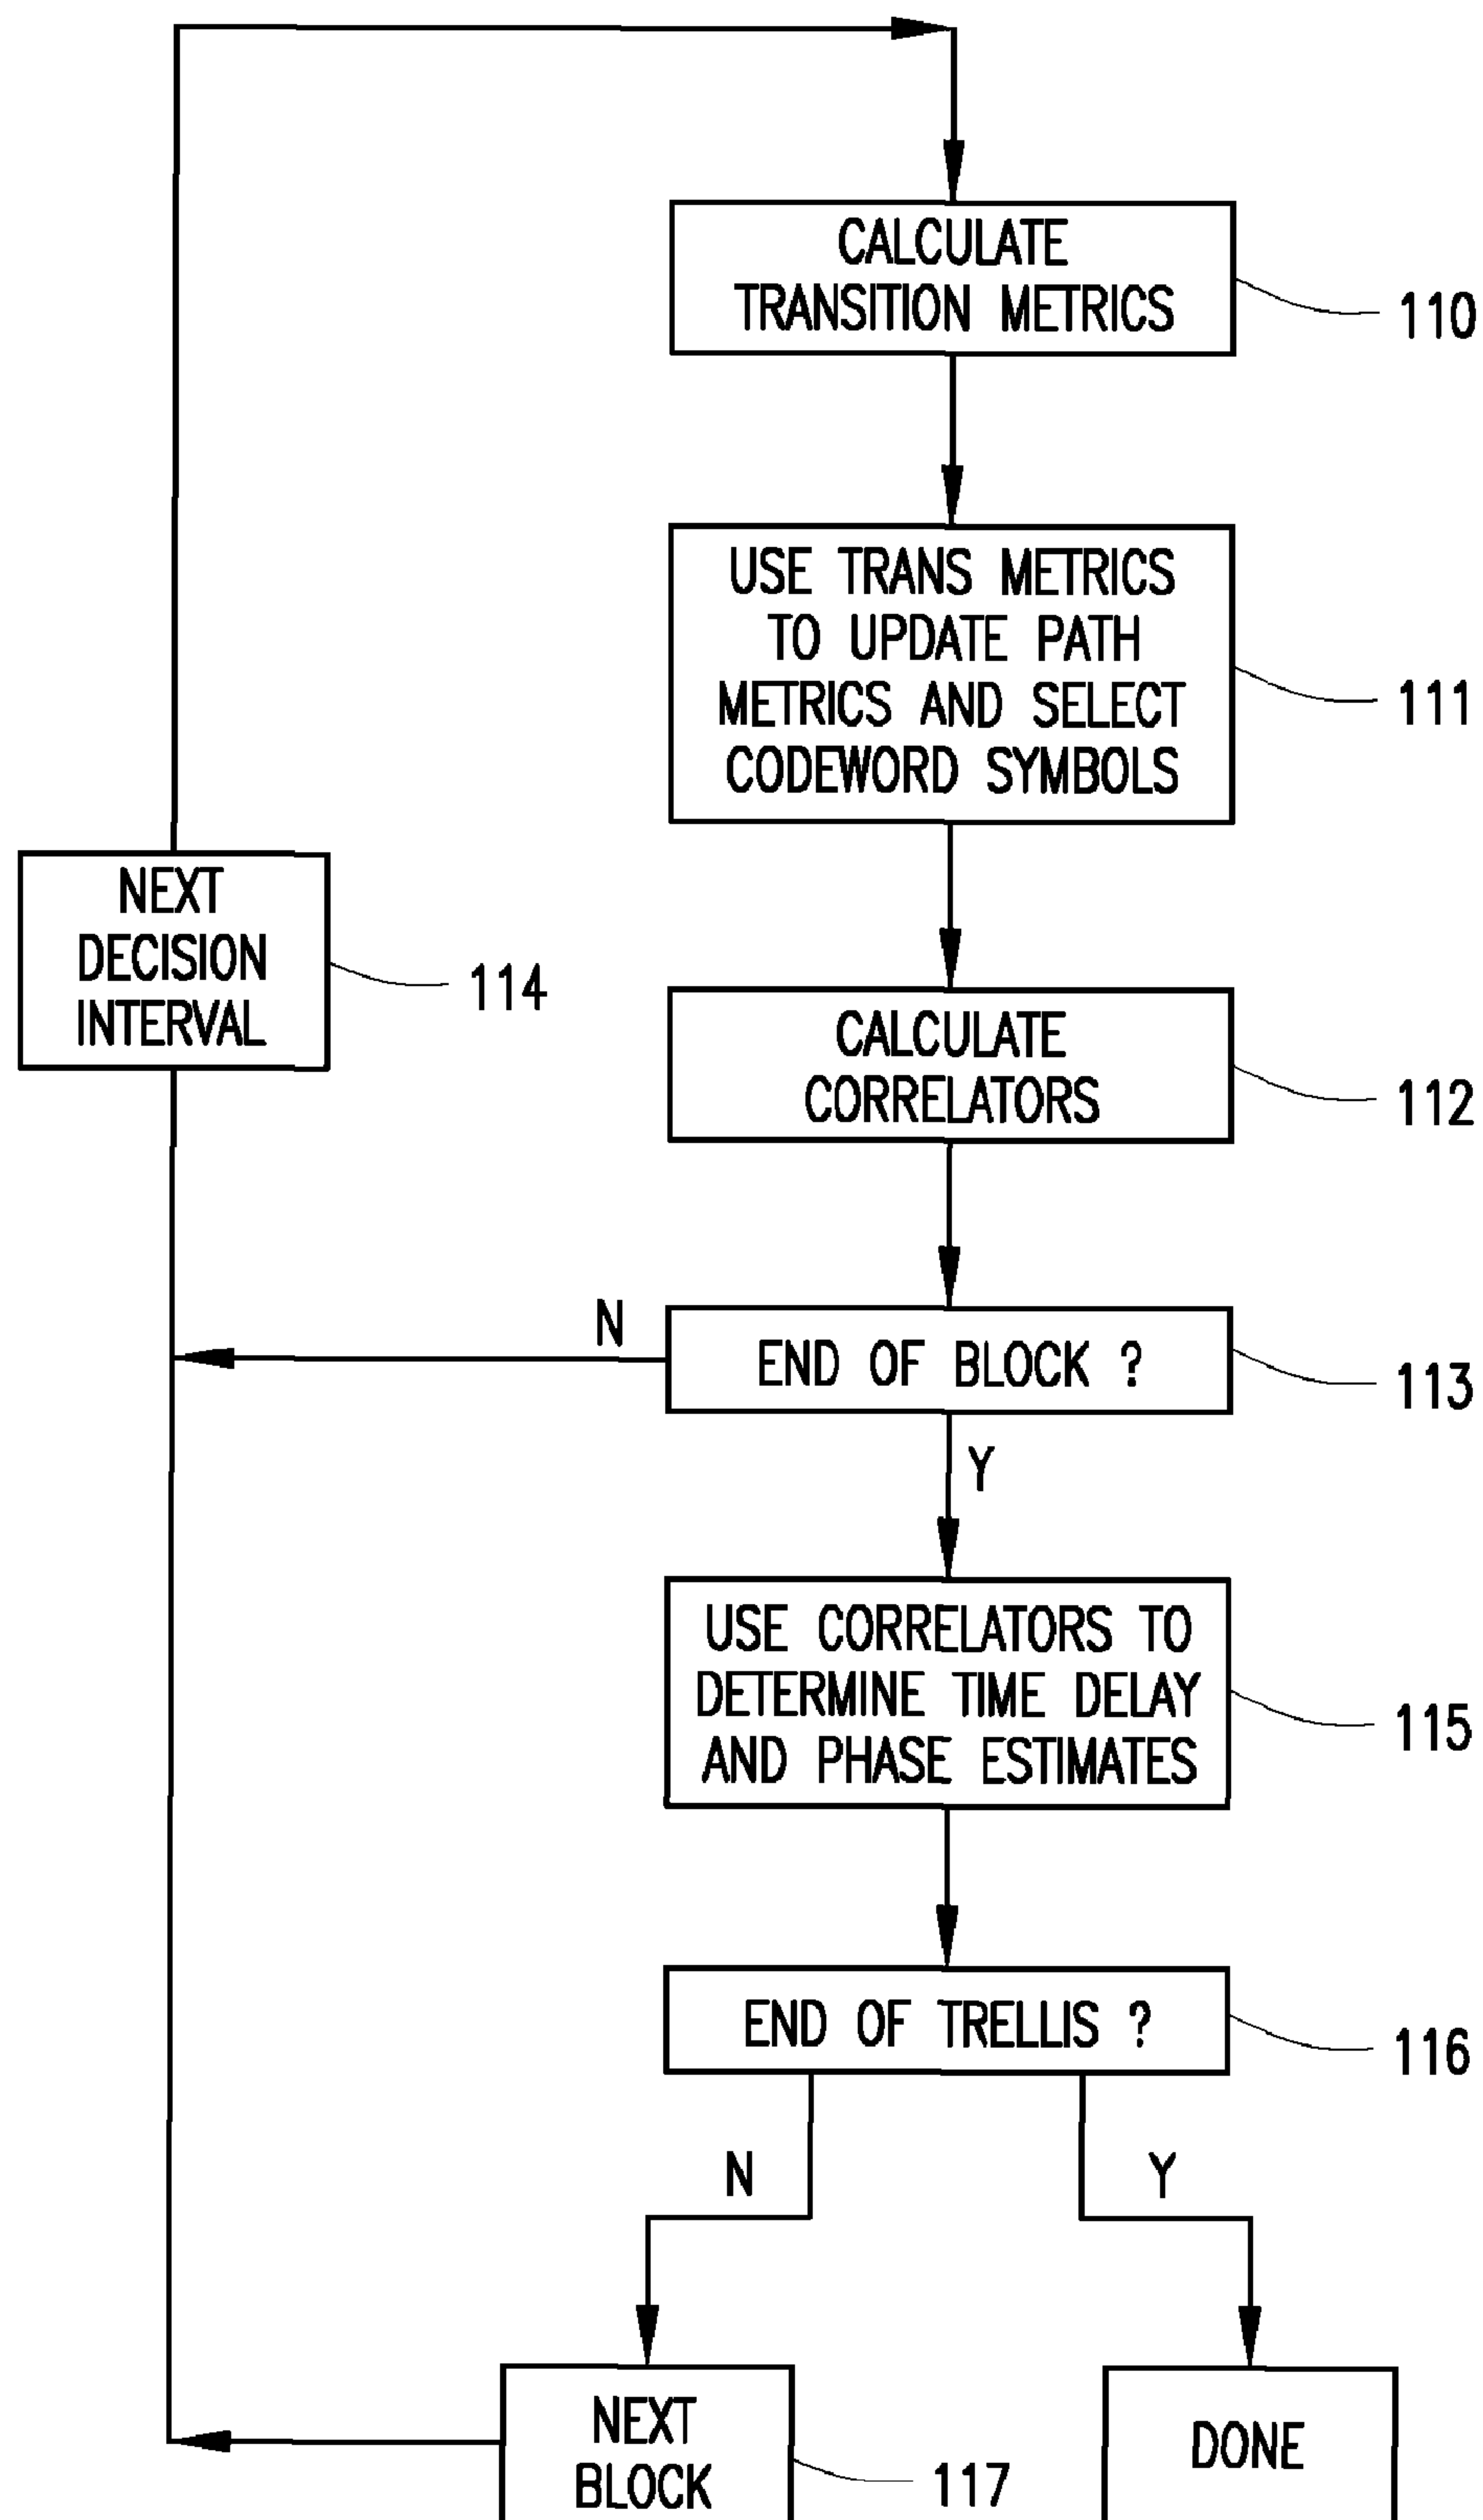 CALCULATE
TRANSITION METRICS
110
USE TRANS METRICS
TO UPDATE PATH
METRICS AND SELECT
CODEWORD SYMBOLS
111
NEXT
DECISION
INTERVAL
114
CALCULATE
CORRELATORS
112
N
END OF BLOCK ?
113
Y
USE CORRELATORS TO
DETERMINE TIME DELAY
AND PHASE ESTIMATES
115
END OF TRELLIS ?
116
N
Y
NEXT
BLOCK
117
DONE